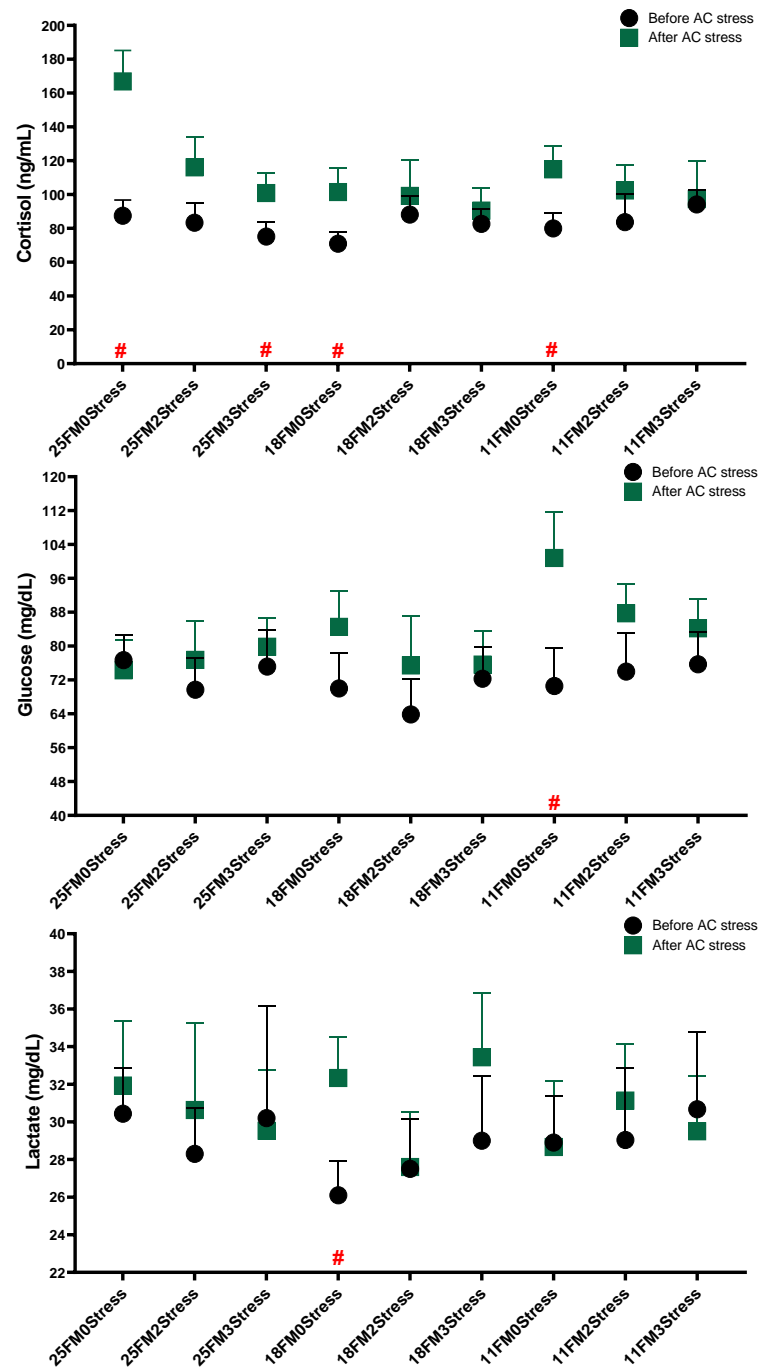 Before AC stress
After AC stress
Cortisol (ng/mL)
200
180
160
140
120
100
80
60
40
20
0
# # # #
25FM0Stress 25FM2Stress 25FM3Stress 18FM0Stress 18FM2Stress 18FM3Stress 11FM0Stress 11FM2Stress 11FM3Stress
Before AC stress
After AC stress
Glucose (mg/dL)
120
112
104
96
88
80
72
64
56
48
40
#
25FM0Stress 25FM2Stress 25FM3Stress 18FM0Stress 18FM2Stress 18FM3Stress 11FM0Stress 11FM2Stress 11FM3Stress
Before AC stress
After AC stress
Lactate (mg/dL)
40
38
36
34
32
30
28
26
24
22
#
25FM0Stress 25FM2Stress 25FM3Stress 18FM0Stress 18FM2Stress 18FM3Stress 11FM0Stress 11FM2Stress 11FM3Stress